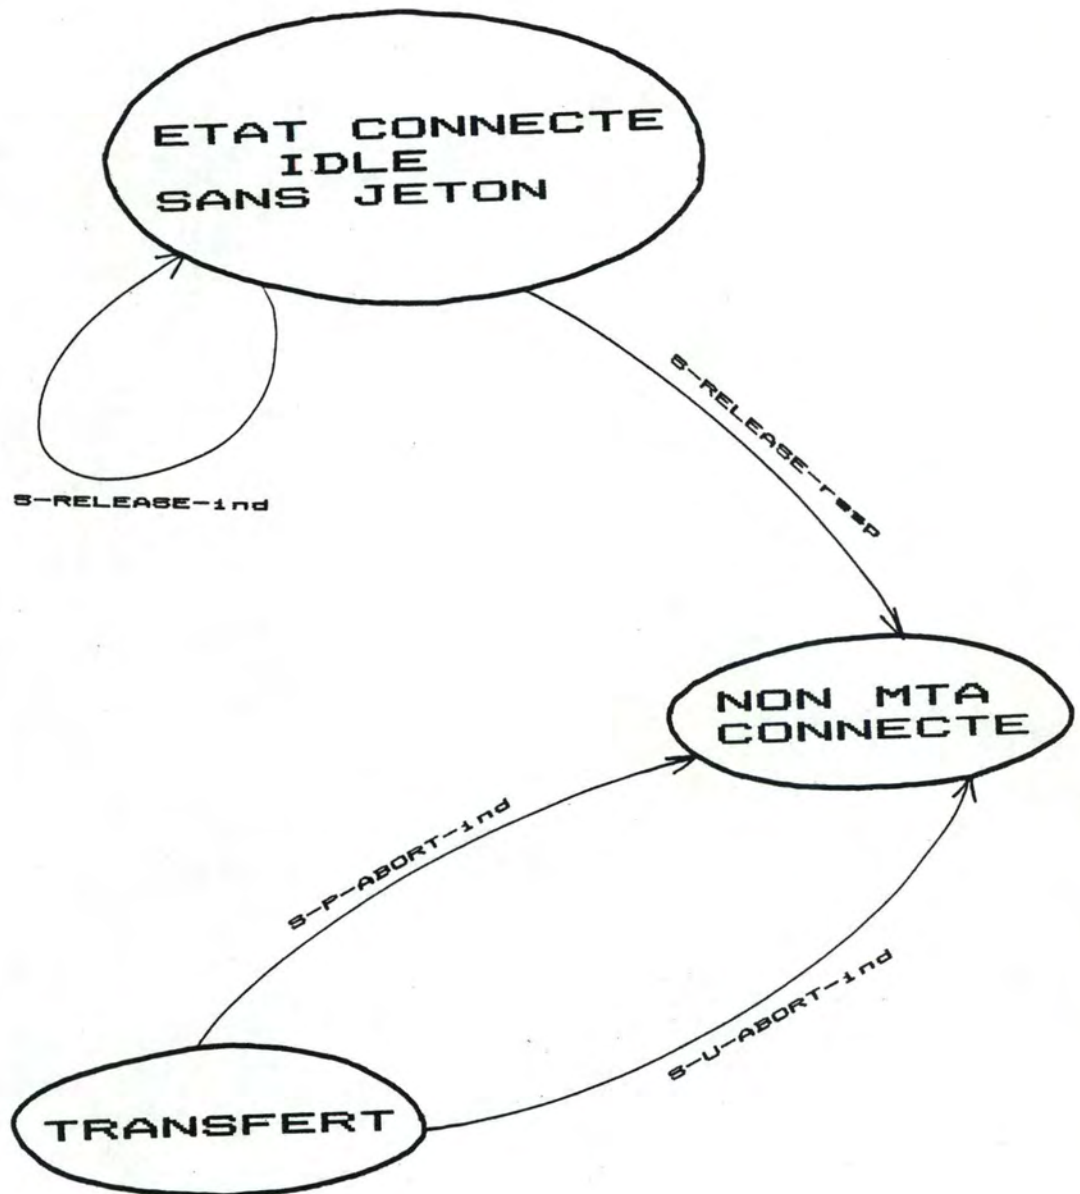 ETAT CONNECTE
IDLE
SANS JETON
S-RELEASE-ind
S-RELEASE-resp
NON MTA
CONNECTE
S-P-ABORT-ind
S-U-ABORT-ind
TRANSFERT